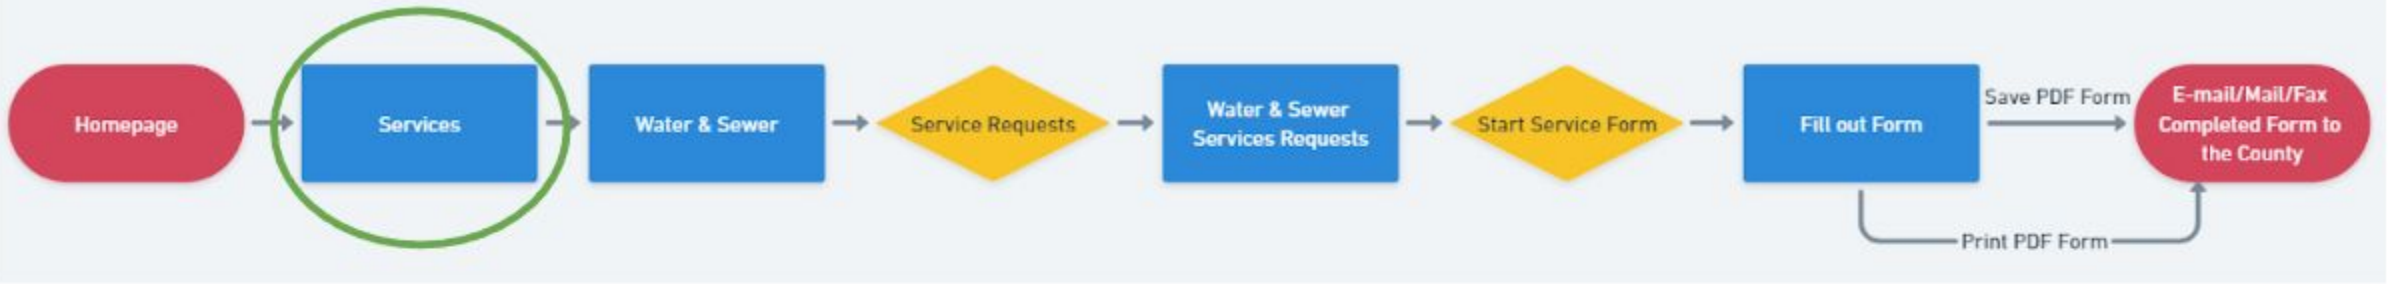 Homepage
Services
Water & Sewer
Service Requests
Water & Sewer
Services Requests
Start Service Form
Fill out Form
Save PDF Form
Print PDF Form
E-mail/Mail/Fax
Completed Form to
the County